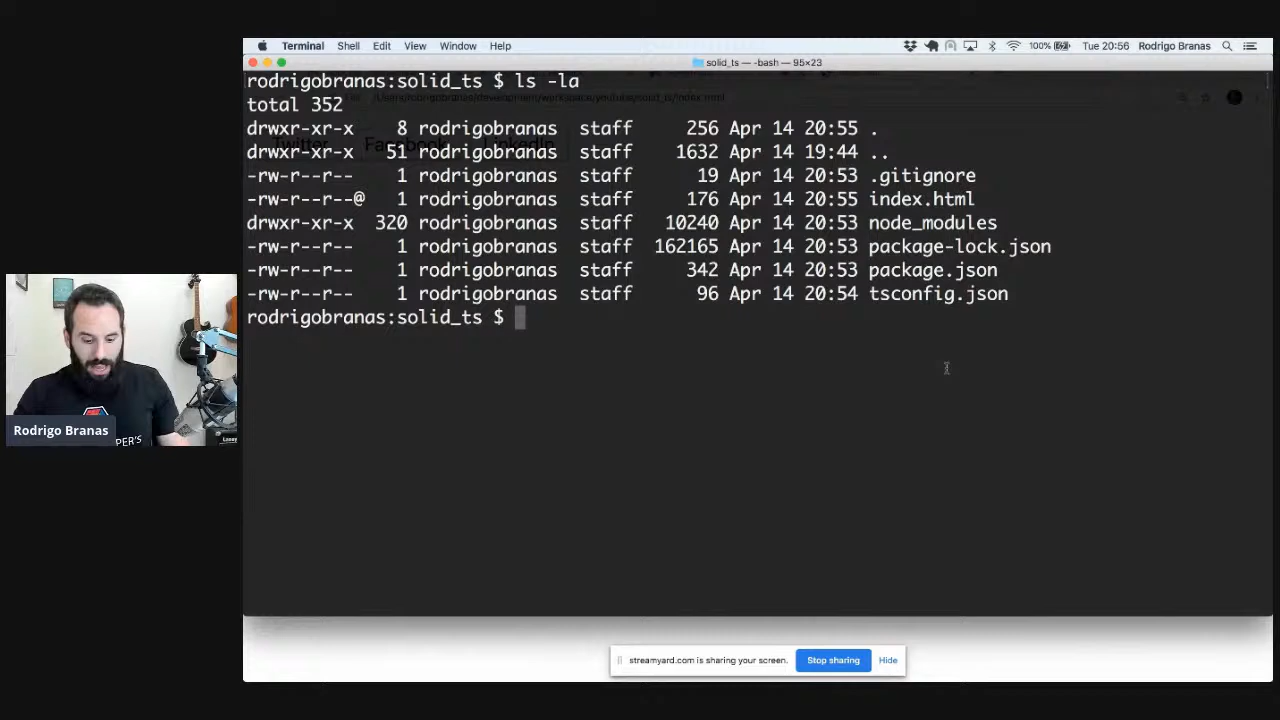 Terminal Shell Edit View Window Help 100% Tue 20:56 Rodrigo Branas
solid_ts — -bash — 95×23
rodrigobranas:solid_ts $ ls -la
total 352
drwxr-xr-x 8 rodrigobranas staff 256 Apr 14 20:55 .
drwxr-xr-x 51 rodrigobranas staff 1632 Apr 14 19:44 ..
-rw-r--r-- 1 rodrigobranas staff 19 Apr 14 20:53 .gitignore
-rw-r--r--@ 1 rodrigobranas staff 176 Apr 14 20:55 index.html
drwxr-xr-x 320 rodrigobranas staff 10240 Apr 14 20:53 node_modules
-rw-r--r-- 1 rodrigobranas staff 162165 Apr 14 20:53 package-lock.json
-rw-r--r-- 1 rodrigobranas staff 342 Apr 14 20:53 package.json
-rw-r--r-- 1 rodrigobranas staff 96 Apr 14 20:54 tsconfig.json
rodrigobranas:solid_ts $
Twitter Facebook LinkedIn
Rodrigo Branas
streamyard.com is sharing your screen. Stop sharing Hide